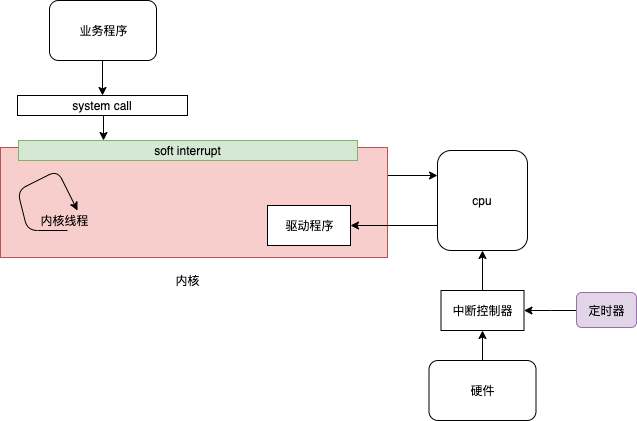 业务程序
system call
soft interrupt
内核线程
驱动程序
cpu
内核
中断控制器
定时器
硬件